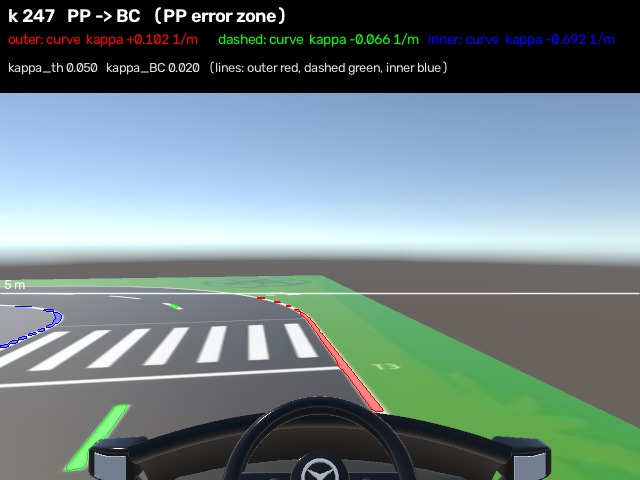 k 247 PP -> BC (PP error zone)
outer: curve kappa +0.102 1/m dashed: curve kappa -0.066 1/m inner: curve kappa -0.692 1/m
kappa_th 0.050 kappa_BC 0.020 (lines: outer red, dashed green, inner blue)
5 m
T3